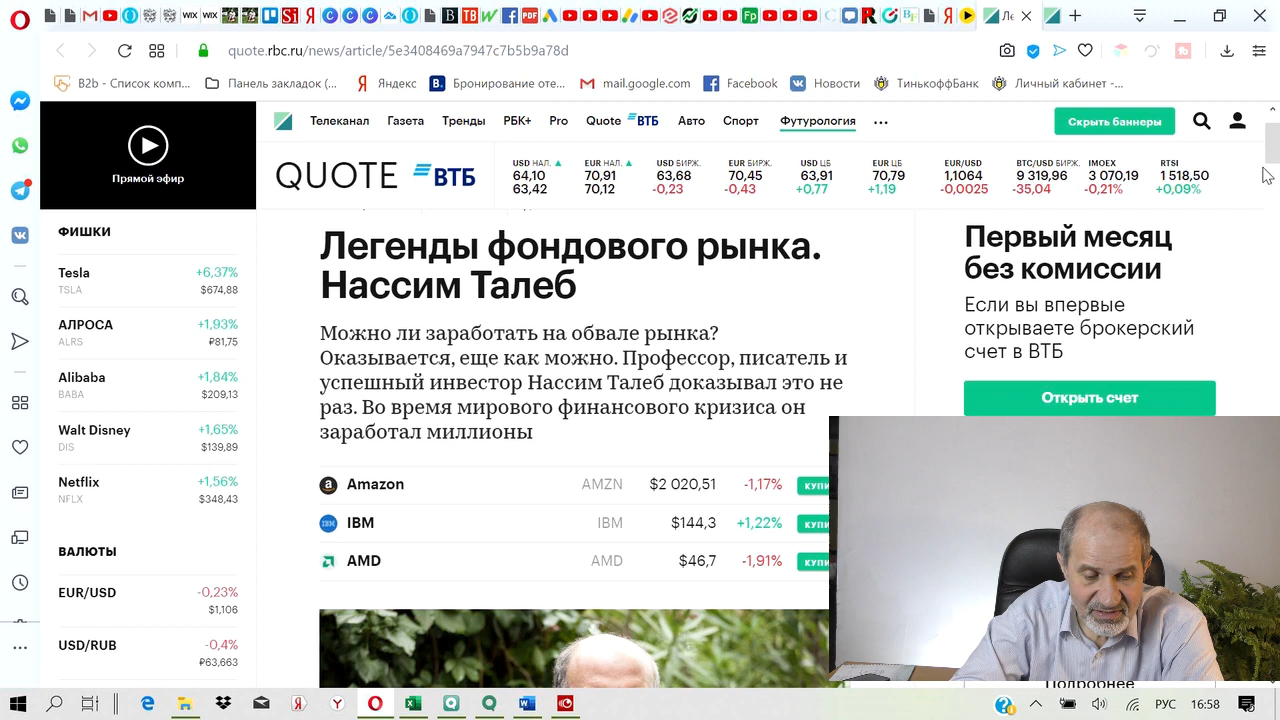 Ле
quote.rbc.ru/news/article/5e3408469a7947c7b5b9a78d
B2b - Список комп...
Панель закладок (...
Яндекс
Бронирование оте...
mail.google.com
Facebook
Новости
ТинькоффБанк
Личный кабинет -...
Прямой эфир
Телеканал Газета Тренды РБК+ Pro Quote ВТБ Авто Спорт Футурология ...
Скрыть баннеры
QUOTE ВТБ
USD НАЛ. EUR НАЛ. USD БИРЖ. EUR БИРЖ. USD ЦБ EUR ЦБ EUR/USD BTC/USD БИРЖ. IMOEX RTSI
64,10 70,91 63,68 70,45 63,91 70,79 1,1064 9 319,96 3 070,19 1 518,50
63,42 70,12 -0,23 -0,43 +0,77 +1,19 -0,0025 -35,04 -0,21% +0,09%
ФИШКИ
Tesla +6,37%
TSLA $674,88
АЛРОСА +1,93%
ALRS ₽81,75
Alibaba +1,84%
BABA $209,13
Walt Disney +1,65%
DIS $139,89
Netflix +1,56%
NFLX $348,43
ВАЛЮТЫ
EUR/USD -0,23%
$1,106
USD/RUB -0,4%
₽63,663
Легенды фондового рынка.
Нассим Талеб
Можно ли заработать на обвале рынка?
Оказывается, еще как можно. Профессор, писатель и
успешный инвестор Нассим Талеб доказывал это не
раз. Во время мирового финансового кризиса он
заработал миллионы
Amazon AMZN $2 020,51 -1,17% КУПИ
IBM IBM $144,3 +1,22% КУПИ
AMD AMD $46,7 -1,91% КУПИ
Первый месяц
без комиссии
Если вы впервые
открываете брокерский
счет в ВТБ
Открыть счет
Подробнее
РУС 16:58